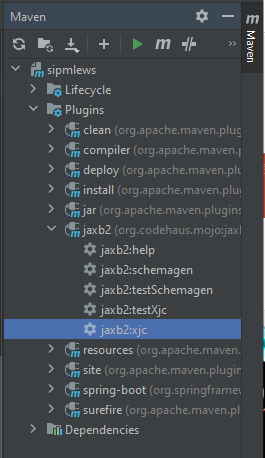 Maven
m
»
sipmlews
Lifecycle
Plugins
clean (org.apache.maven.plug
compiler (org.apache.maven.
deploy (org.apache.maven.plu
install (org.apache.maven.plu
jar (org.apache.maven.plugins
jaxb2 (org.codehaus.mojo:jaxl
jaxb2:help
jaxb2:schemagen
jaxb2:testSchemagen
jaxb2:testXjc
jaxb2:xjc
resources (org.apache.maven.
site (org.apache.maven.plugin
spring-boot (org.springframew
surefire (org.apache.maven.pl
Dependencies
m
Maven